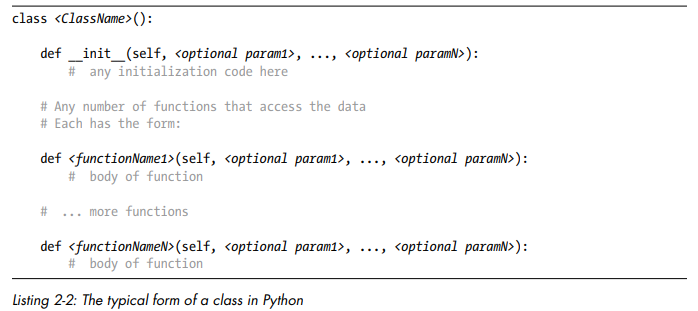 class <ClassName>():
def __init__(self, <optional param1>, ..., <optional paramN>):
# any initialization code here
# Any number of functions that access the data
# Each has the form:
def <functionName1>(self, <optional param1>, ..., <optional paramN>):
# body of function
# ... more functions
def <functionNameN>(self, <optional param1>, ..., <optional paramN>):
# body of function
Listing 2-2: The typical form of a class in Python